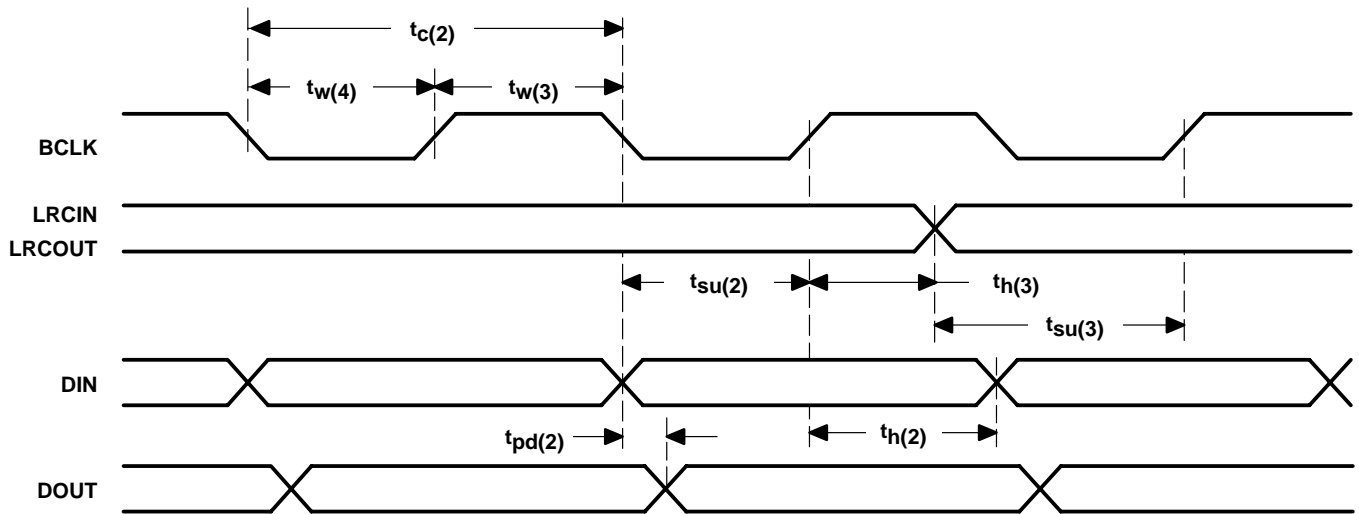 tc(2)
tw(4) tw(3)
BCLK
LRCIN
LRCOUT
tsu(2) th(3)
tsu(3)
DIN
tpd(2) th(2)
DOUT